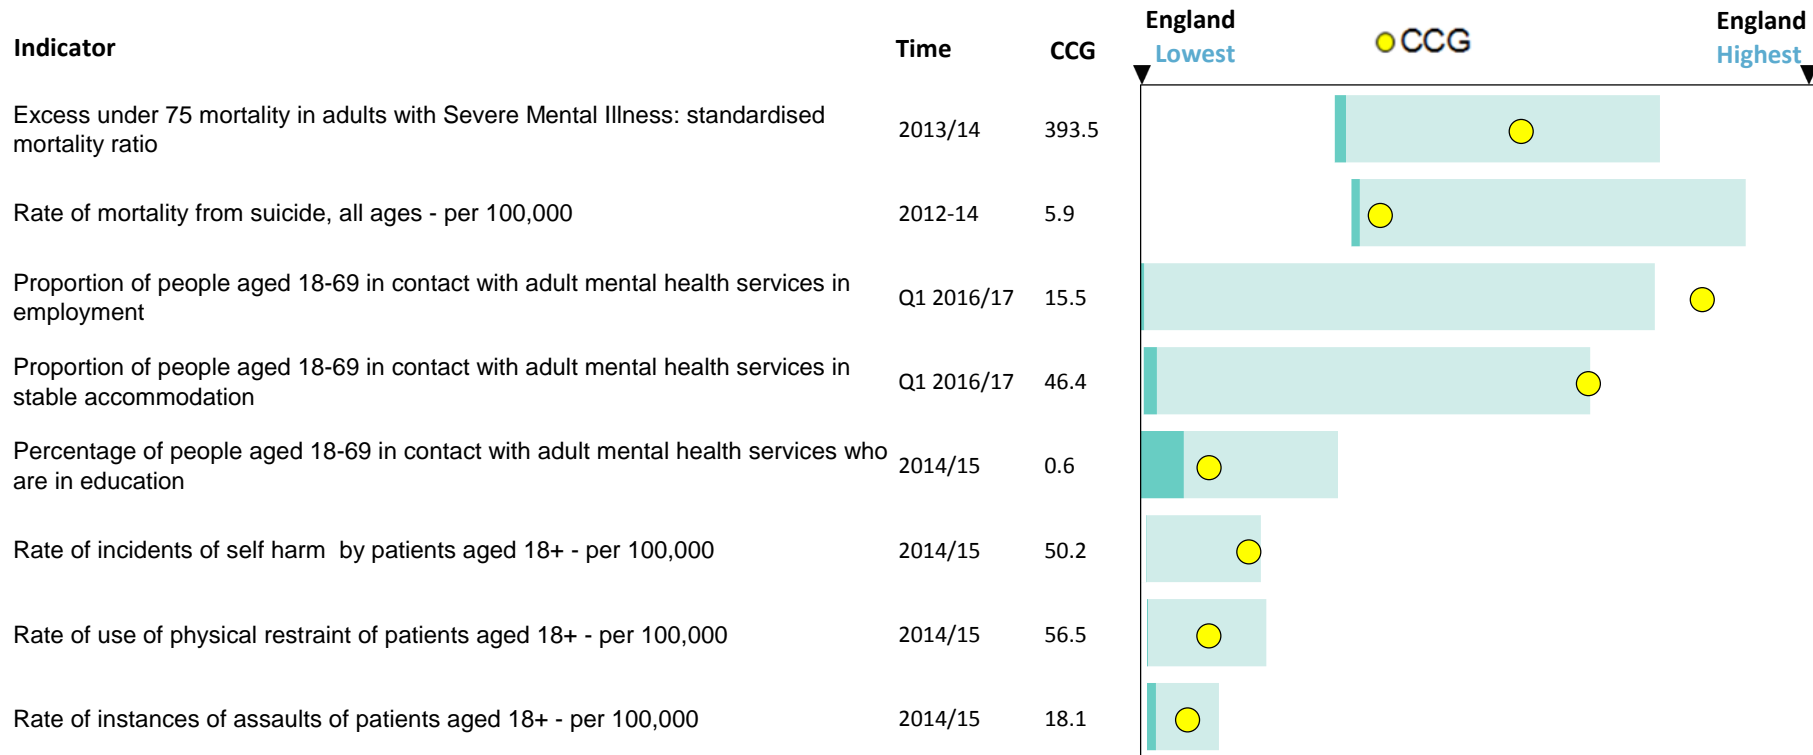 Indicator Time CCG England Lowest CCG England Highest
Excess under 75 mortality in adults with Severe Mental Illness: standardised
mortality ratio 2013/14 393.5
Rate of mortality from suicide, all ages - per 100,000 2012-14 5.9
Proportion of people aged 18-69 in contact with adult mental health services in
employment Q1 2016/17 15.5
Proportion of people aged 18-69 in contact with adult mental health services in
stable accommodation Q1 2016/17 46.4
Percentage of people aged 18-69 in contact with adult mental health services who
are in education 2014/15 0.6
Rate of incidents of self harm  by patients aged 18+ - per 100,000 2014/15 50.2
Rate of use of physical restraint of patients aged 18+ - per 100,000 2014/15 56.5
Rate of instances of assaults of patients aged 18+ - per 100,000 2014/15 18.1